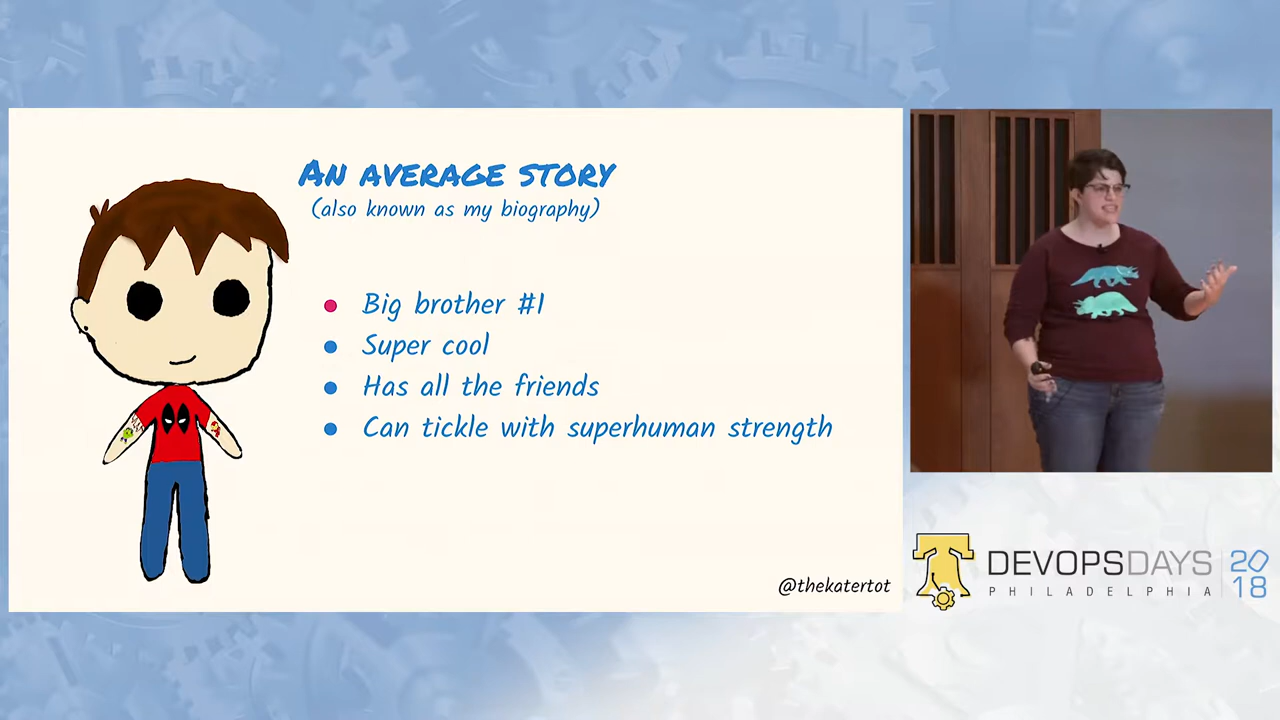 An average story
(also known as my biography)
Big brother #1
Super cool
Has all the friends
Can tickle with superhuman strength
@thekatertot
DEVOPSDAYS
PHILADELPHIA
20
18